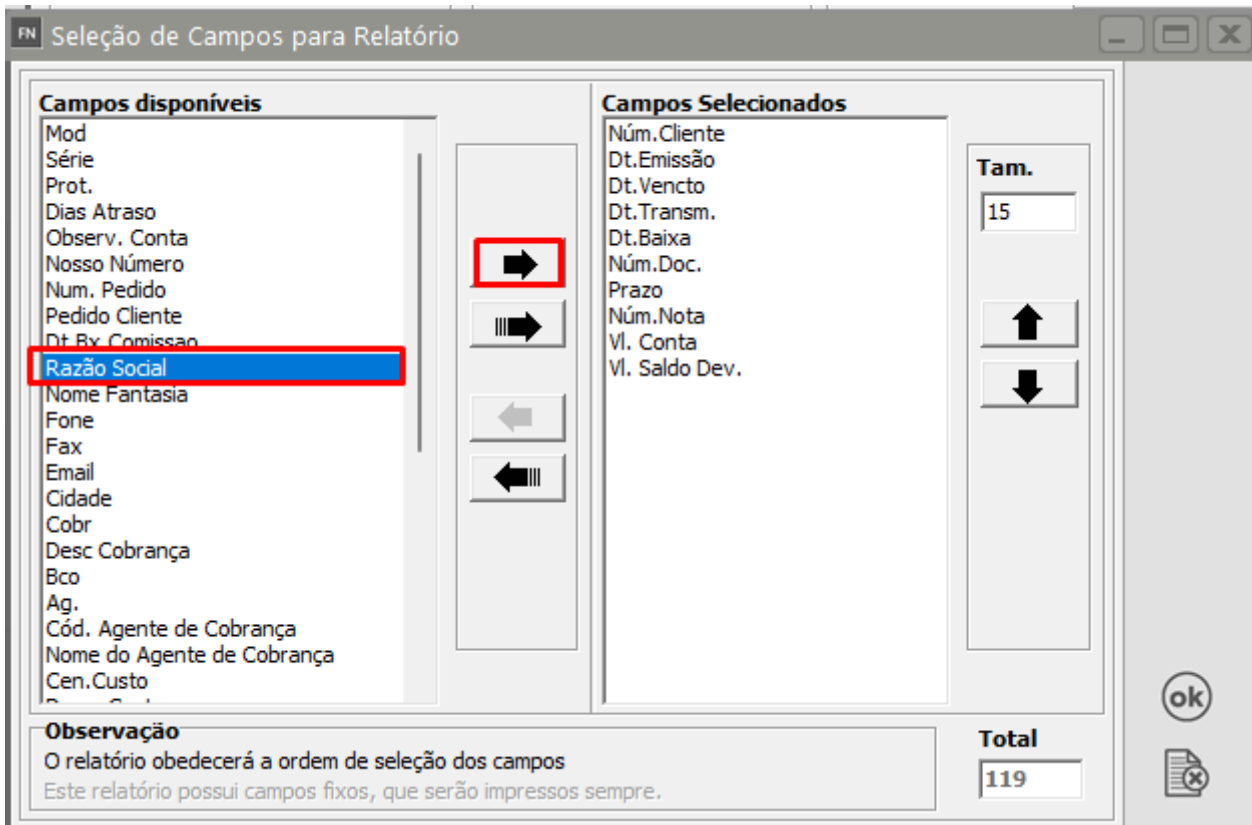 FN Seleção de Campos para Relatório
Campos disponíveis
Mod
Série
Prot.
Dias Atraso
Observ. Conta
Nosso Número
Num. Pedido
Pedido Cliente
Dt Bx Comissao
Razão Social
Nome Fantasia
Fone
Fax
Email
Cidade
Cobr
Desc Cobrança
Bco
Ag.
Cód. Agente de Cobrança
Nome do Agente de Cobrança
Cen.Custo
Campos Selecionados
Núm.Cliente
Dt.Emissão
Dt.Vencto
Dt.Transm.
Dt.Baixa
Núm.Doc.
Prazo
Núm.Nota
Vl. Conta
Vl. Saldo Dev.
Tam.
15
ok
Observação
O relatório obedecerá a ordem de seleção dos campos
Este relatório possui campos fixos, que serão impressos sempre.
Total
119